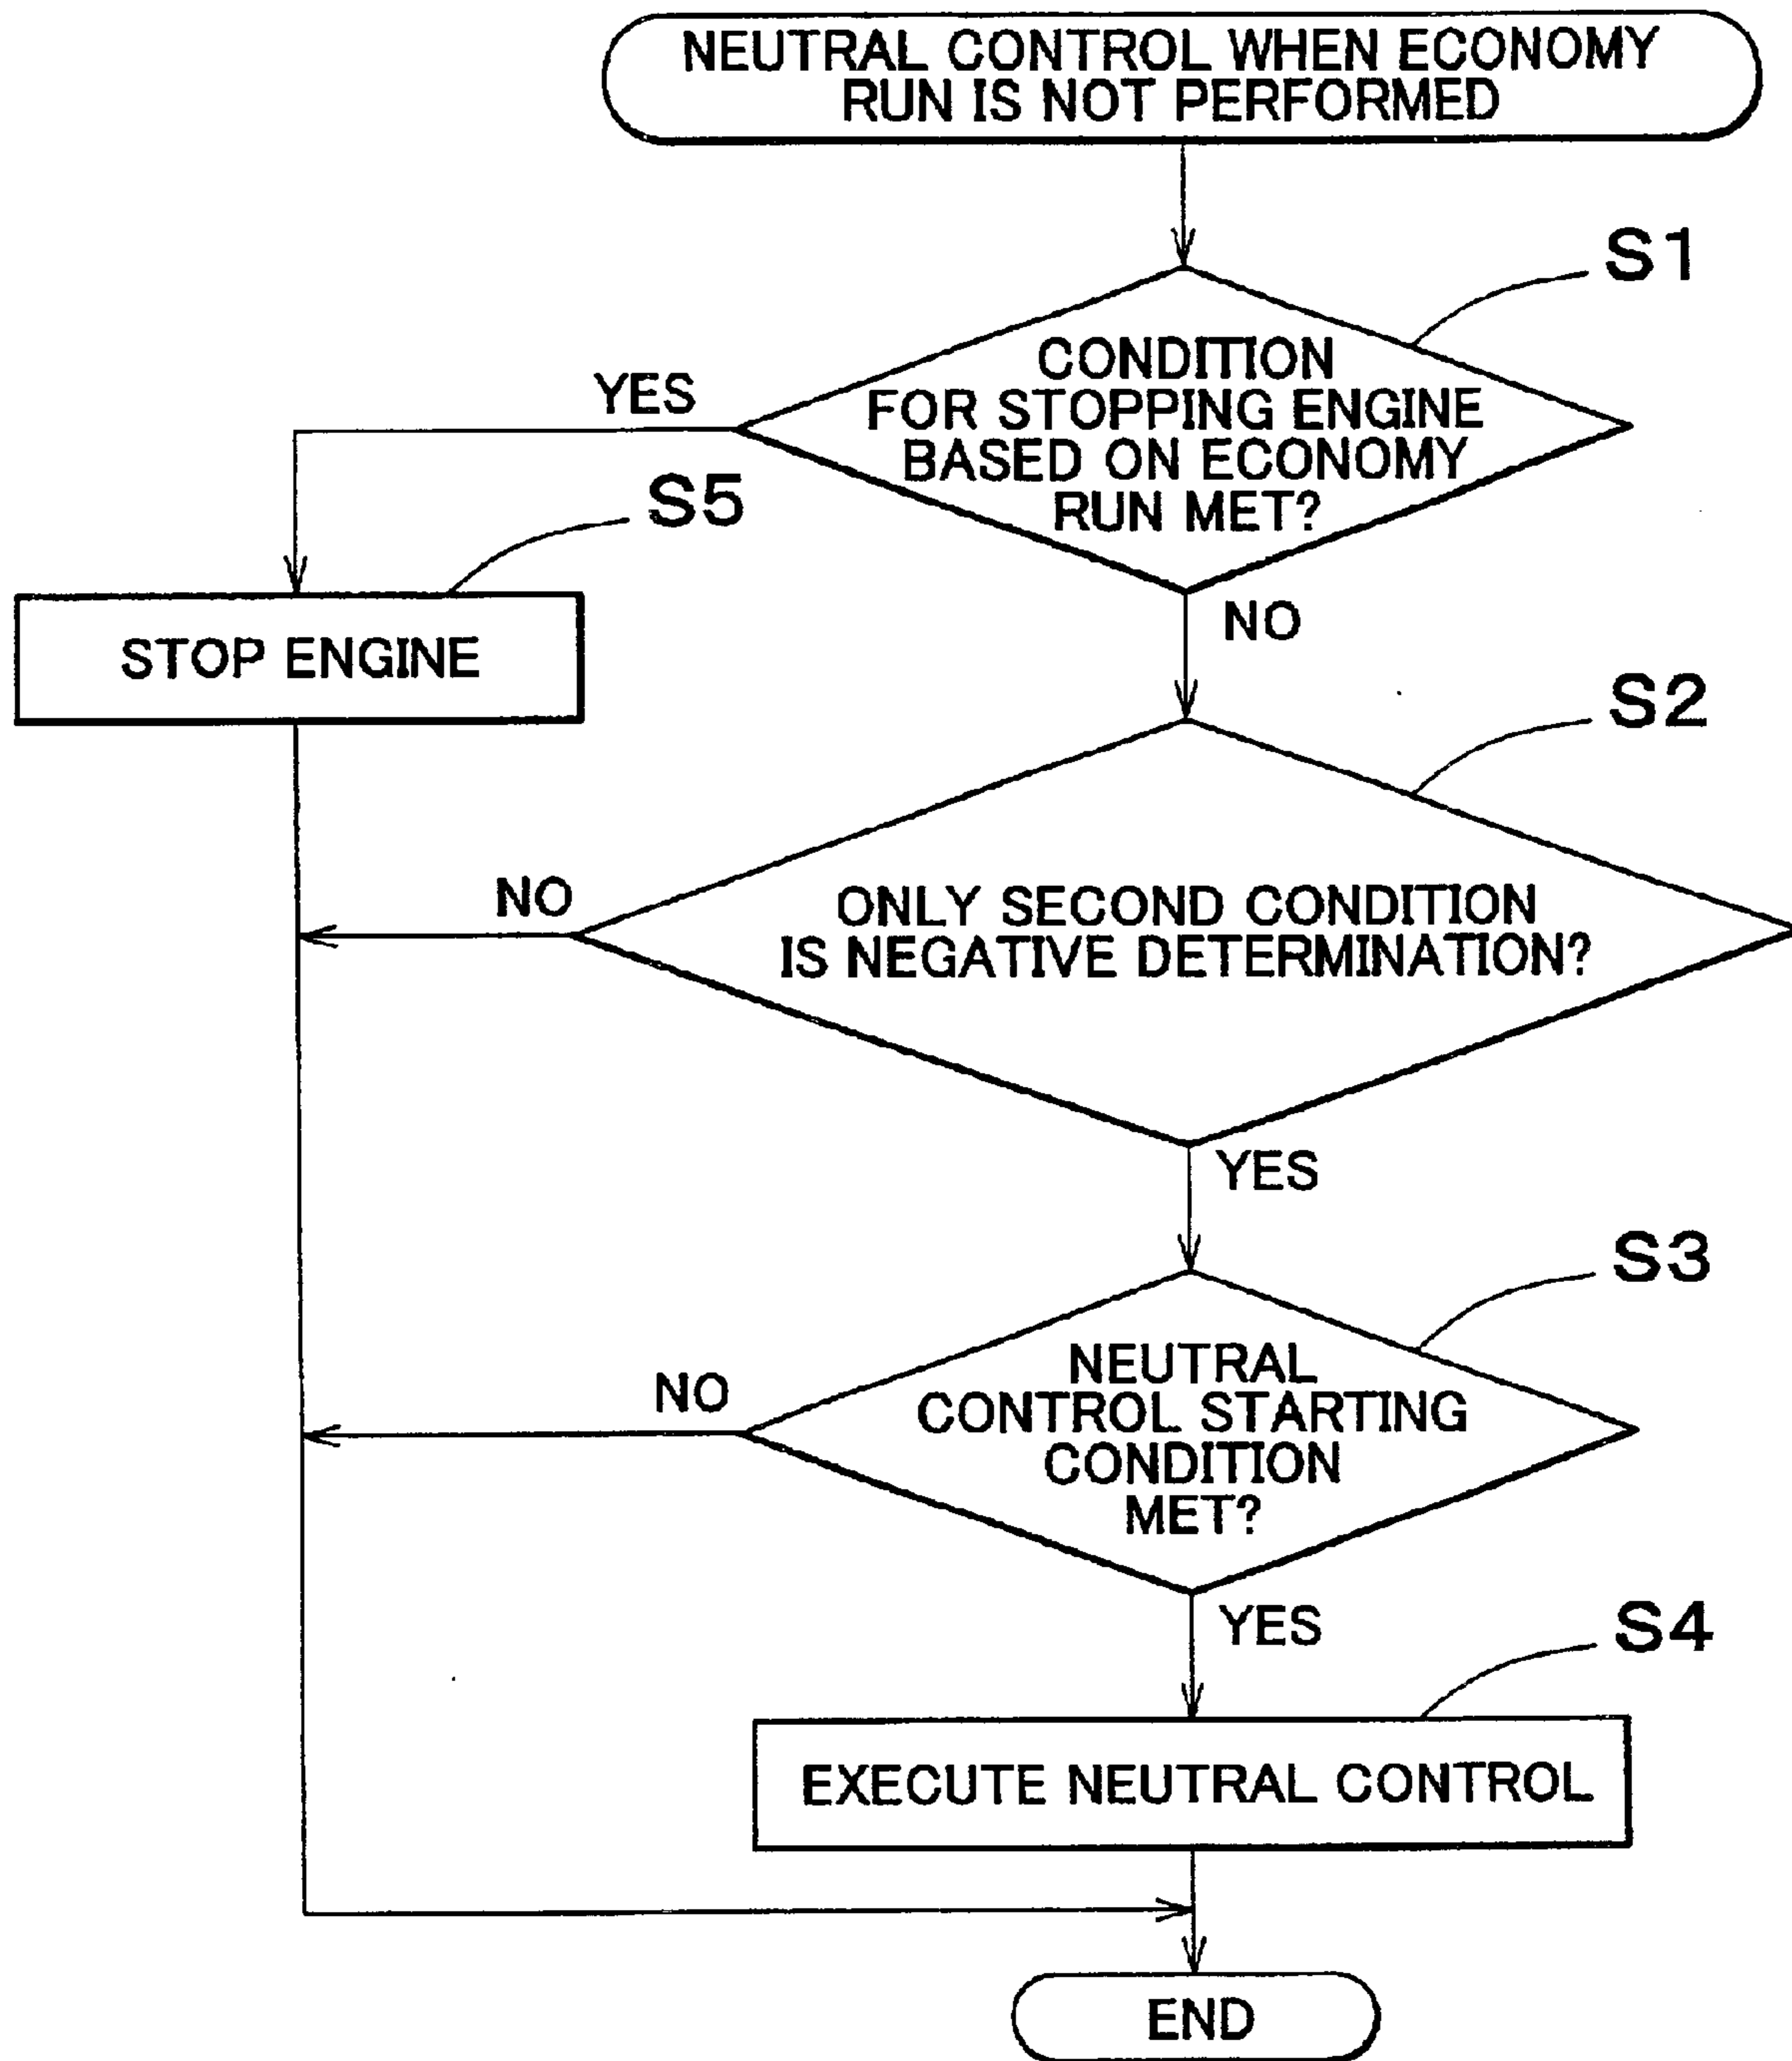 NEUTRAL CONTROL WHEN ECONOMY
RUN IS NOT PERFORMED
S1
CONDITION
FOR STOPPING ENGINE
BASED ON ECONOMY
RUN MET?
YES
S5
STOP ENGINE
NO
S2
ONLY SECOND CONDITION
IS NEGATIVE DETERMINATION?
NO
YES
S3
NEUTRAL
CONTROL STARTING
CONDITION
MET?
NO
YES
S4
EXECUTE NEUTRAL CONTROL
END